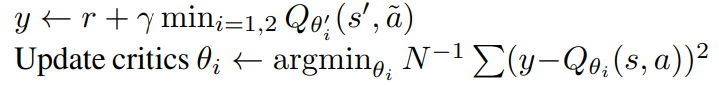 y ← r + γ min_{i=1,2} Q_{θ'_i}(s', ã)
Update critics θ_i ← argmin_{θ_i} N^{-1} ∑(y−Q_{θ_i}(s, a))^2